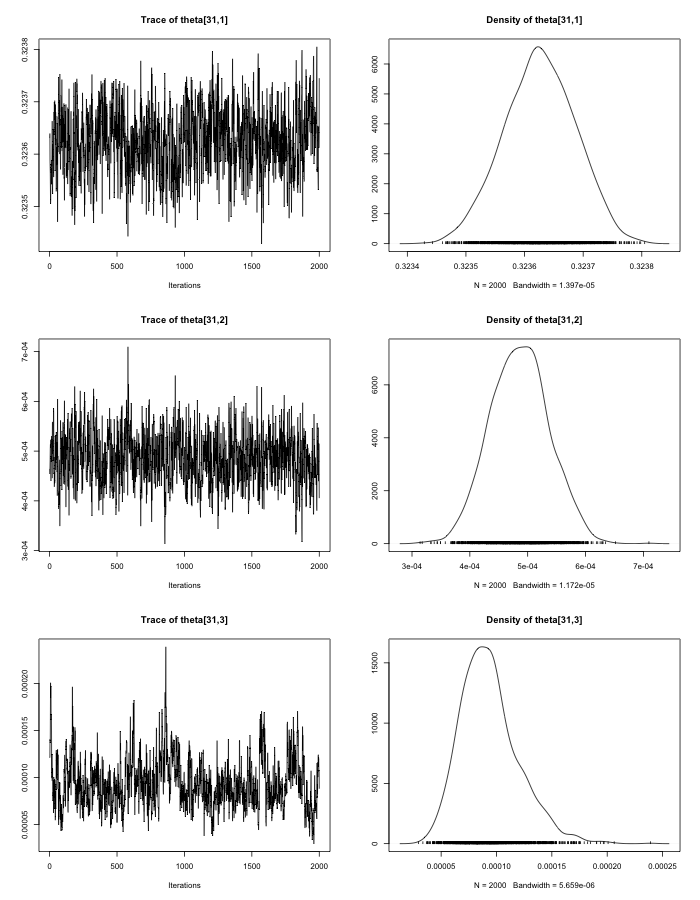 Trace of theta[31,1]
0.3235 0.3236 0.3237 0.3238
0 500 1000 1500 2000
Iterations
Density of theta[31,1]
0 1000 2000 3000 4000 5000 6000
0.3234 0.3235 0.3236 0.3237 0.3238
N = 2000 Bandwidth = 1.397e-05
Trace of theta[31,2]
3e-04 4e-04 5e-04 6e-04 7e-04
0 500 1000 1500 2000
Iterations
Density of theta[31,2]
0 2000 4000 6000
3e-04 4e-04 5e-04 6e-04 7e-04
N = 2000 Bandwidth = 1.172e-05
Trace of theta[31,3]
0.00005 0.00010 0.00015 0.00020
0 500 1000 1500 2000
Iterations
Density of theta[31,3]
0 5000 10000 15000
0.00005 0.00010 0.00015 0.00020 0.00025
N = 2000 Bandwidth = 5.659e-06